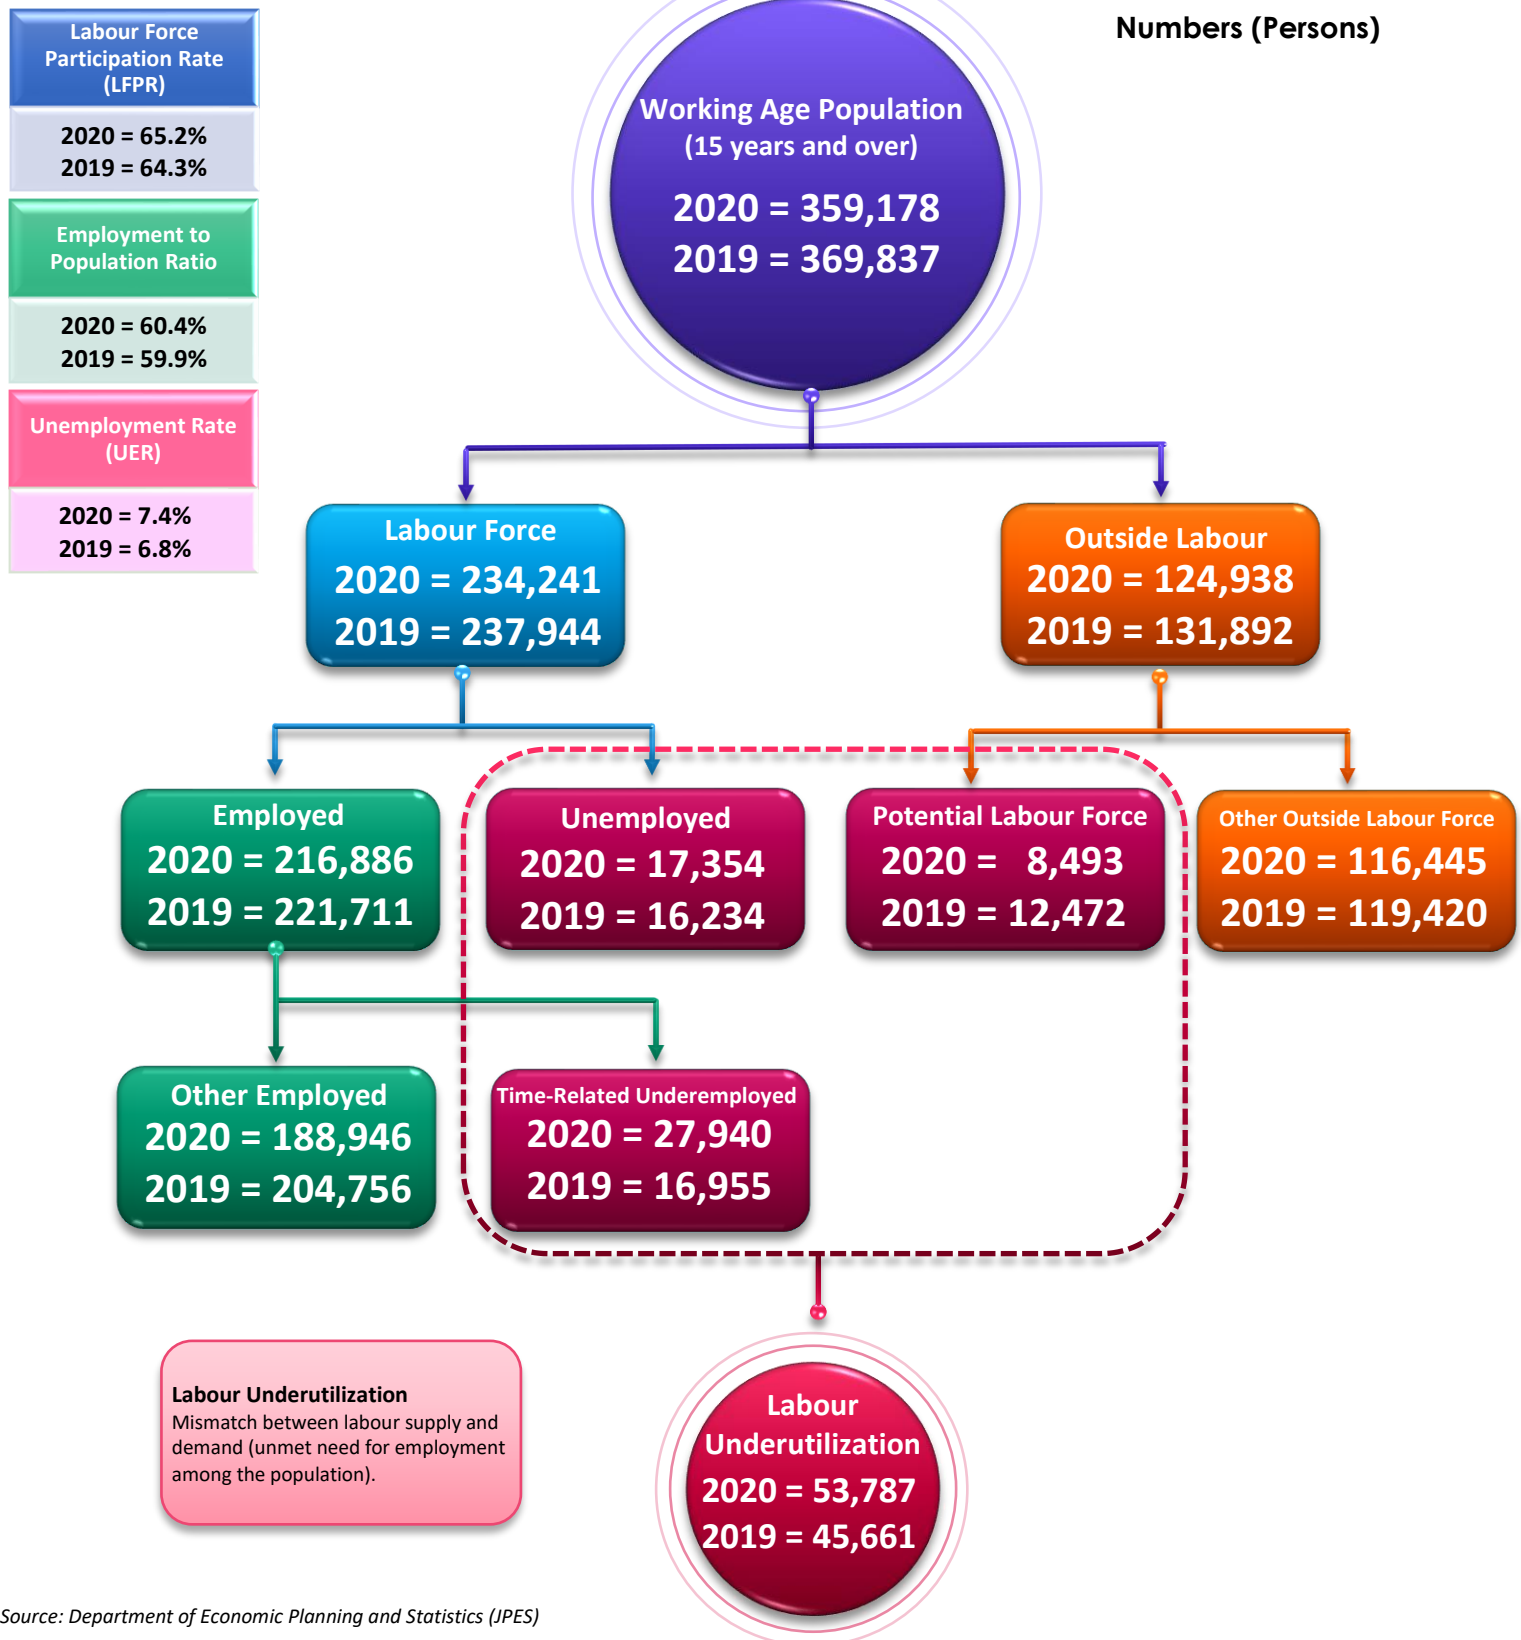 Numbers (Persons)
Labour Force
Participation Rate
(LFPR)
2020 = 65.2%
2019 = 64.3%
Employment to
Population Ratio
2020 = 60.4%
2019 = 59.9%
Unemployment Rate
(UER)
2020 = 7.4%
2019 = 6.8%
Working Age Population
(15 years and over)
2020 = 359,178
2019 = 369,837
Labour Force
2020 = 234,241
2019 = 237,944
Outside Labour
2020 = 124,938
2019 = 131,892
Employed
2020 = 216,886
2019 = 221,711
Unemployed
2020 = 17,354
2019 = 16,234
Potential Labour Force
2020 = 8,493
2019 = 12,472
Other Outside Labour Force
2020 = 116,445
2019 = 119,420
Other Employed
2020 = 188,946
2019 = 204,756
Time-Related Underemployed
2020 = 27,940
2019 = 16,955
Labour Underutilization
Mismatch between labour supply and
demand (unmet need for employment
among the population).
Labour
Underutilization
2020 = 53,787
2019 = 45,661
Source: Department of Economic Planning and Statistics (JPES)